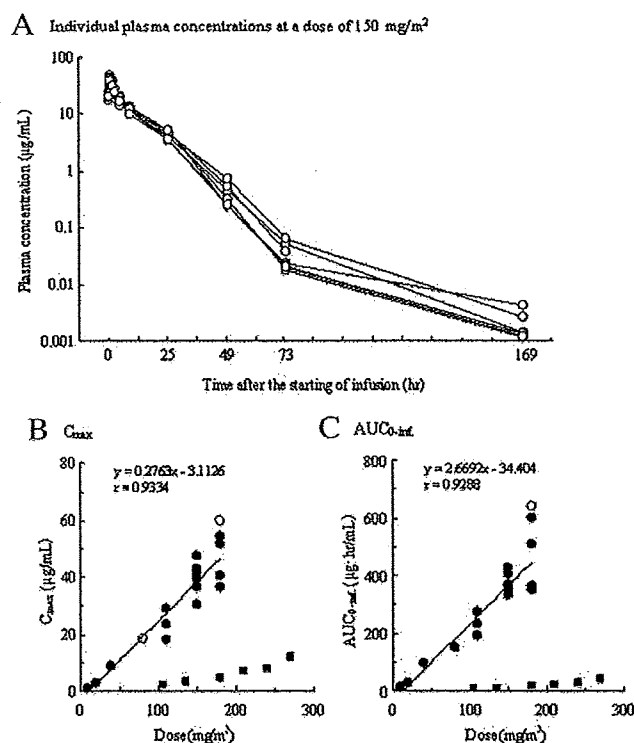 A Individual plasma concentrations at a dose of 150 mg/m²
Plasma concentration (μg/mL)
100
10
1
0.1
0.01
0.001
0 25 49 73 169
Time after the starting of infusion (hr)
B Cmax
y=0.2763x-3.1126
r=0.9334
Cmax (μg/mL)
80
60
40
20
0
0 100 200 300
Dose(mg/m²)
C AUC0-inf.
y=2.6692x-34.404
r=0.9288
AUC0-inf. (μg·hr/mL)
800
600
400
200
0
0 100 200 300
Dose(mg/m²)